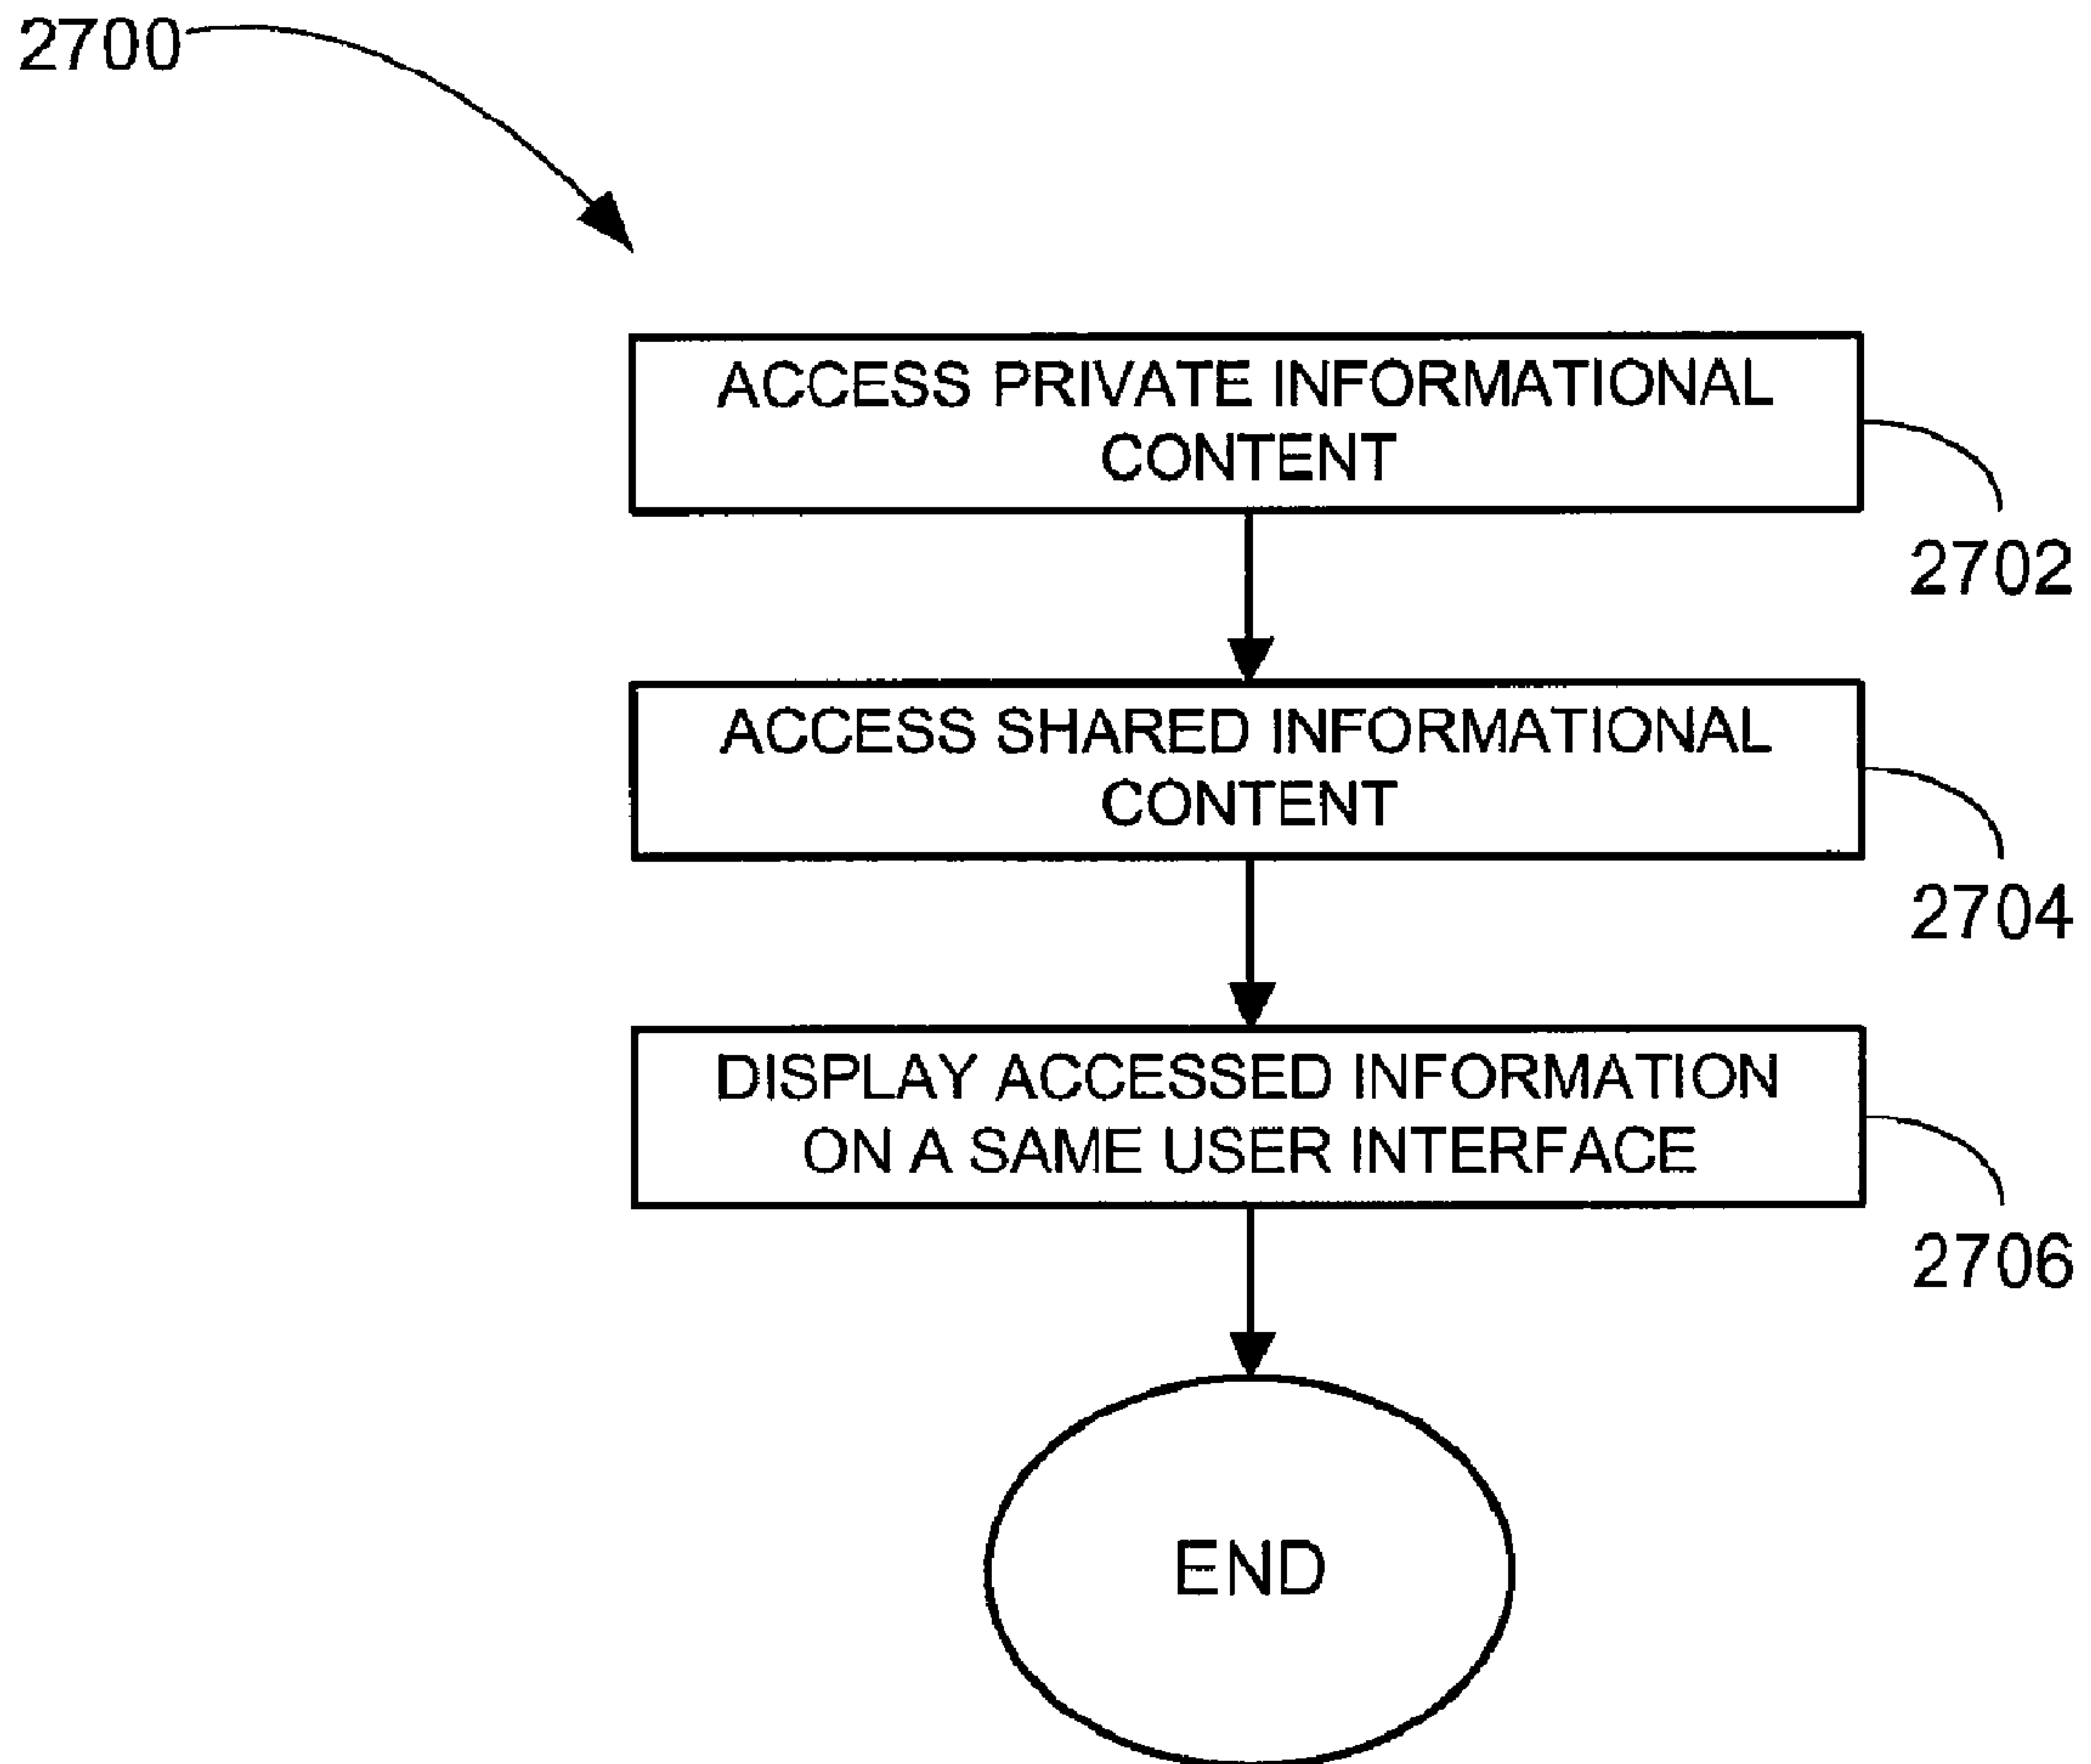 2700
ACCESS PRIVATE INFORMATIONAL
CONTENT
2702
ACCESS SHARED INFORMATIONAL
CONTENT
2704
DISPLAY ACCESSED INFORMATION
ON A SAME USER INTERFACE
2706
END